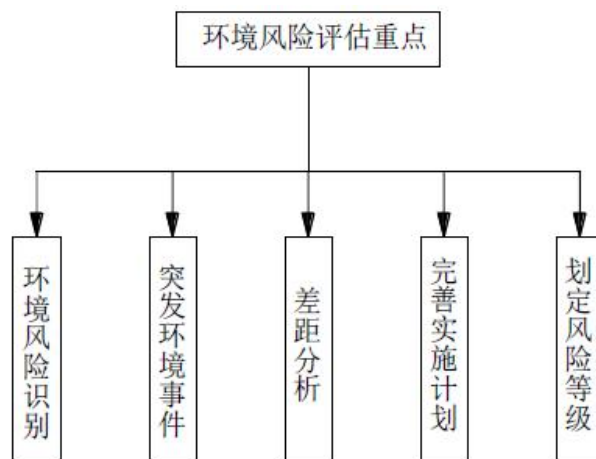 环境风险评估重点
环境风险识别
突发环境事件
差距分析
完善实施计划
划定风险等级